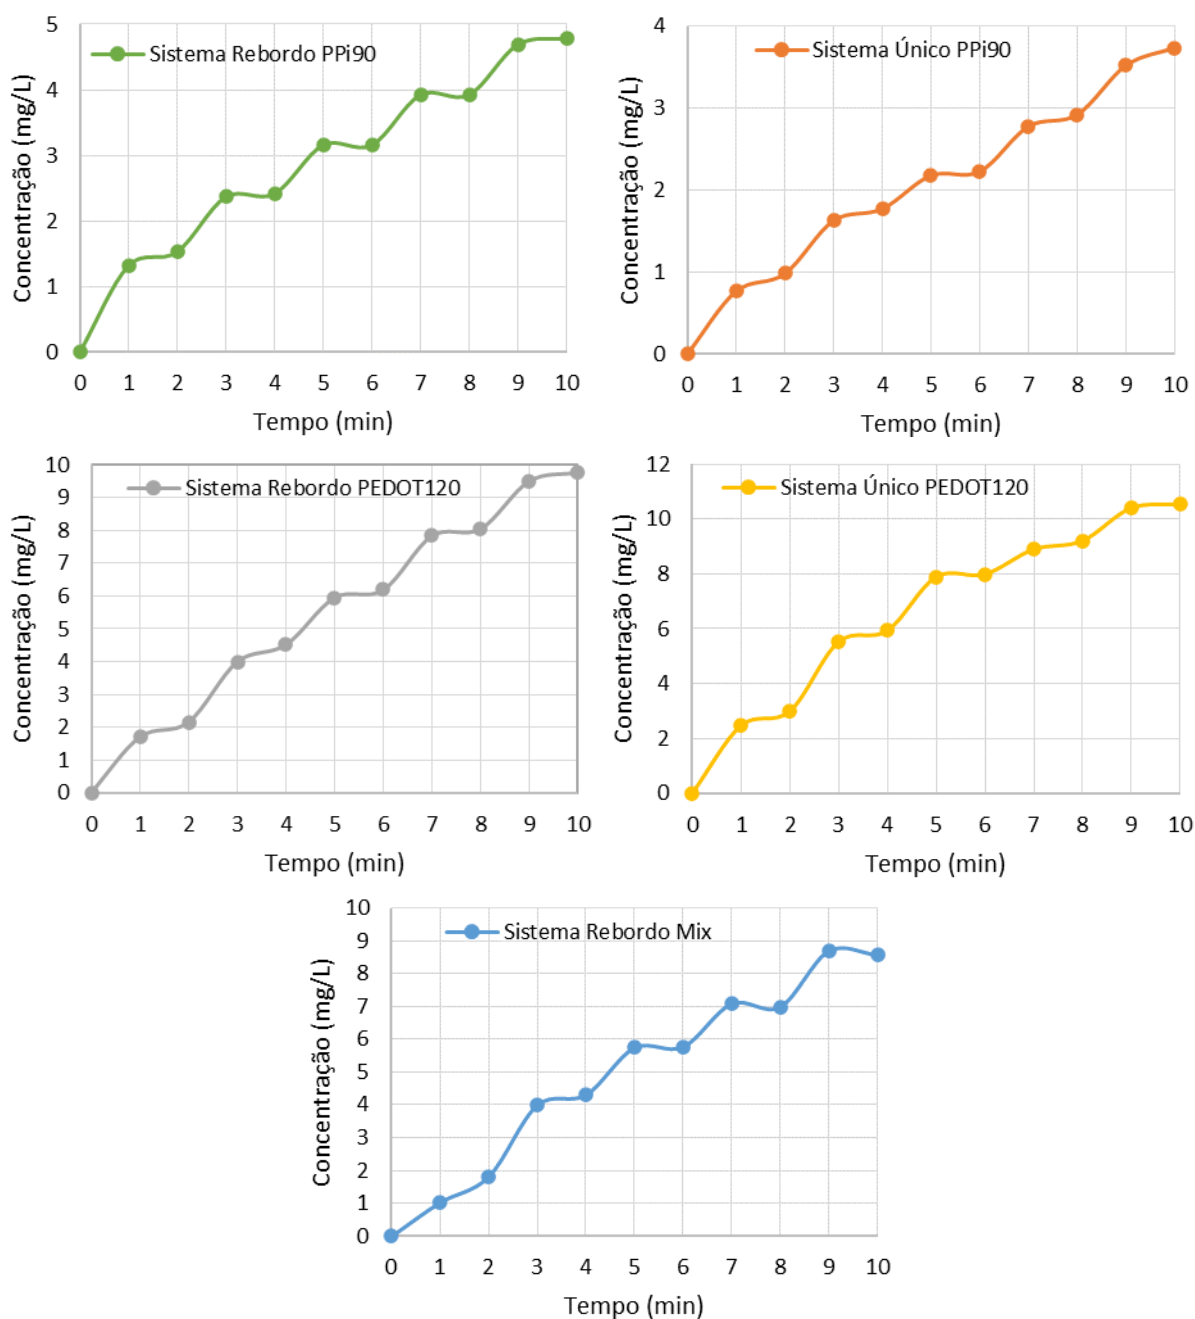 Sistema Rebordo PPi90
Concentração (mg/L)
5
4
3
2
1
0
0 1 2 3 4 5 6 7 8 9 10
Tempo (min)
Sistema Único PPi90
Concentração (mg/L)
4
3
2
1
0
0 1 2 3 4 5 6 7 8 9 10
Tempo (min)
Sistema Rebordo PEDOT120
Concentração (mg/L)
10
9
8
7
6
5
4
3
2
1
0
0 1 2 3 4 5 6 7 8 9 10
Tempo (min)
Sistema Único PEDOT120
Concentração (mg/L)
12
10
8
6
4
2
0
0 1 2 3 4 5 6 7 8 9 10
Tempo (min)
Sistema Rebordo Mix
Concentração (mg/L)
10
9
8
7
6
5
4
3
2
1
0
0 1 2 3 4 5 6 7 8 9 10
Tempo (min)